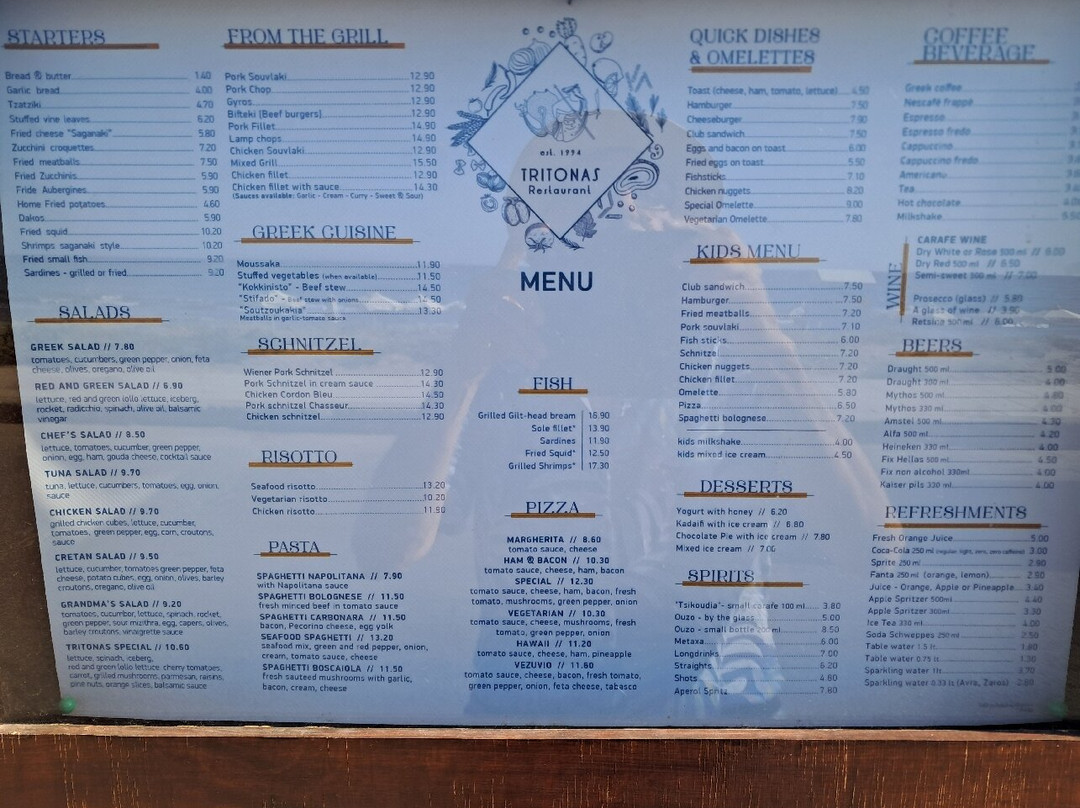 STARTERS
Bread & butter 1.40
Garlic bread 4.00
Tzatziki 4.70
Stuffed vine leaves 6.20
Fried cheese "Saganaki" 5.80
Zucchini croquettes 7.20
Fried meatballs 7.50
Fried Zucchinis 5.90
Fride Aubergines 5.90
Home Fried potatoes 4.60
Dakos 5.90
Fried squid 10.20
Shrimps saganaki style 10.20
Fried small fish 9.20
Sardines - grilled or fried 9.20
SALADS
GREEK SALAD // 7.80
tomatoes, cucumbers, green pepper, onion, feta
cheese, olives, oregano, olive oil
RED AND GREEN SALAD // 6.90
lettuce, red and green lollo lettuce, iceberg,
rocket, radicchio, spinach, olive oil, balsamic
vinegar
CHEF'S SALAD // 8.50
lettuce, tomatoes, cucumber, green pepper,
onion, egg, ham, gouda cheese, cocktail sauce
TUNA SALAD // 9.70
tuna, lettuce, cucumbers, tomatoes, egg, onion,
sauce
CHICKEN SALAD // 9.70
grilled chicken cubes, lettuce, cucumber,
tomatoes, green pepper, egg, corn, croutons,
sauce
CRETAN SALAD // 9.50
lettuce, cucumber, tomatoes green pepper, feta
cheese, potato cubes, egg, onion, olives, barley
croutons, oregano, olive oil
GRANDMA'S SALAD // 9.20
tomatoes, cucumber, lettuce, spinach, rocket,
green pepper, sour mizithra, egg, capers, olives,
barley croutons, vinaigrette sauce
TRITONAS SPECIAL // 10.60
lettuce, spinach, iceberg,
red and green lollo lettuce, cherry tomatoes,
carrot, grilled mushrooms, parmesan, raisins,
pine nuts, orange slices, balsamic sauce
FROM THE GRILL
Pork Souvlaki 12.90
Pork Chop 12.90
Gyros 12.90
Bifteki (Beef burgers) 12.90
Pork Fillet 14.90
Lamp chops 14.90
Chicken Souvlaki 12.90
Mixed Grill 15.50
Chicken fillet 12.90
Chicken fillet with sauce 14.30
(Sauces available: Garlic - Cream - Curry - Sweet & Sour)
GREEK CUISINE
Moussaka 11.90
Stuffed vegetables (when available) 11.50
"Kokkinisto" - Beef stew 14.50
"Stifado" - Beef stew with onions 14.50
"Soutzoukakia" 13.30
Meatballs in garlic-tomato sauce
SCHNITZEL
Wiener Pork Schnitzel 12.90
Pork Schnitzel in cream sauce 14.30
Chicken Cordon Bleu 14.50
Pork schnitzel Chasseur 14.30
Chicken schnitzel 12.90
RISOTTO
Seafood risotto 13.20
Vegetarian risotto 10.20
Chicken risotto 11.90
PASTA
SPAGHETTI NAPOLITANA // 7.90
with Napolitana sauce
SPAGHETTI BOLOGNESE // 11.50
fresh minced beef in tomato sauce
SPAGHETTI CARBONARA // 11.50
bacon, Pecorino cheese, egg yolk
SEAFOOD SPAGHETTI // 13.20
seafood mix, green and red pepper, onion,
cream, tomato sauce, cheese
SPAGHETTI BOSCAIOLA // 11.50
fresh sauteed mushrooms with garlic,
bacon, cream, cheese
est. 1994
TRITONAS
Restaurant
MENU
FISH
Grilled Gilt-head bream 16.90
Sole fillet* 13.90
Sardines 11.90
Fried Squid* 12.50
Grilled Shrimps* 17.30
PIZZA
MARGHERITA // 8.60
tomato sauce, cheese
HAM & BACON // 10.30
tomato sauce, cheese, ham, bacon
SPECIAL // 12.30
tomato sauce, cheese, ham, bacon, fresh
tomato, mushrooms, green pepper, onion
VEGETARIAN // 10.30
tomato sauce, cheese, mushrooms, fresh
tomato, green pepper, onion
HAWAII // 11.20
tomato sauce, cheese, ham, pineapple
VEZUVIO // 11.60
tomato sauce, cheese, bacon, fresh tomato,
green pepper, onion, feta cheese, tabasco
QUICK DISHES
& OMELETTES
Toast (cheese, ham, tomato, lettuce) 4.50
Hamburger 7.50
Cheeseburger 7.90
Club sandwich 7.50
Eggs and bacon on toast 6.00
Fried eggs on toast 5.50
Fishsticks 7.10
Chicken nuggets 8.20
Special Omelette 9.00
Vegetarian Omelette 7.80
KIDS MENU
Club sandwich 7.50
Hamburger 7.50
Fried meatballs 7.20
Pork souvlaki 7.10
Fish sticks 6.00
Schnitzel 7.20
Chicken nuggets 7.20
Chicken fillet 7.20
Omelette 5.80
Pizza 6.50
Spaghetti bolognese 7.20
kids milkshake 4.00
kids mixed ice cream 4.50
DESSERTS
Yogurt with honey // 6.20
Kadaifi with ice cream // 6.80
Chocolate Pie with ice cream // 7.80
Mixed ice cream // 7.00
SPIRITS
"Tsikoudia"- small carafe 100 ml 3.80
Ouzo - by the glass 5.00
Ouzo - small bottle 200 ml 8.50
Metaxa 6.00
Longdrinks 7.00
Straights 6.20
Shots 4.60
Aperol Spritz 7.80
COFFEE
BEVERAGE
Greek coffee
Nescafé frappé
Espresso
Espresso fredo
Cappuccino
Cappuccino fredo
Americano
Tea
Hot chocolate
Milkshake
WINE
CARAFE WINE
Dry White or Rose 500 ml //
Dry Red 500 ml //
Semi-sweet 500 ml // 7.00
Prosecco (glass) // 5.80
A glass of wine // 3.90
Retsina 500ml // 6.00
BEERS
Draught 500 ml 5.00
Draught 300 ml 4.00
Mythos 500 ml 4.80
Mythos 330 ml 4.00
Amstel 500 ml 4.30
Alfa 500 ml 4.20
Heineken 330 ml 4.00
Fix Hellas 500 ml 4.50
Fix non alcohol 330ml 4.00
Kaiser pils 330 ml 4.00
REFRESHMENTS
Fresh Orange Juice 5.00
Coca-Cola 250 ml (regular, light, zero, zero caffeine) 3.00
Sprite 250 ml 2.80
Fanta 250 ml (orange, lemon) 2.80
Juice - Orange, Apple or Pineapple 3.40
Apple Spritzer 500ml 4.40
Apple Spritzer 300ml 3.30
Ice Tea 330 ml 4.00
Soda Schweppes 250 ml 2.50
Table water 1.5 lt
Table water 0.75 lt
Sparkling water 1lt
Sparkling water 0.33 lt (Avra, Zaros)